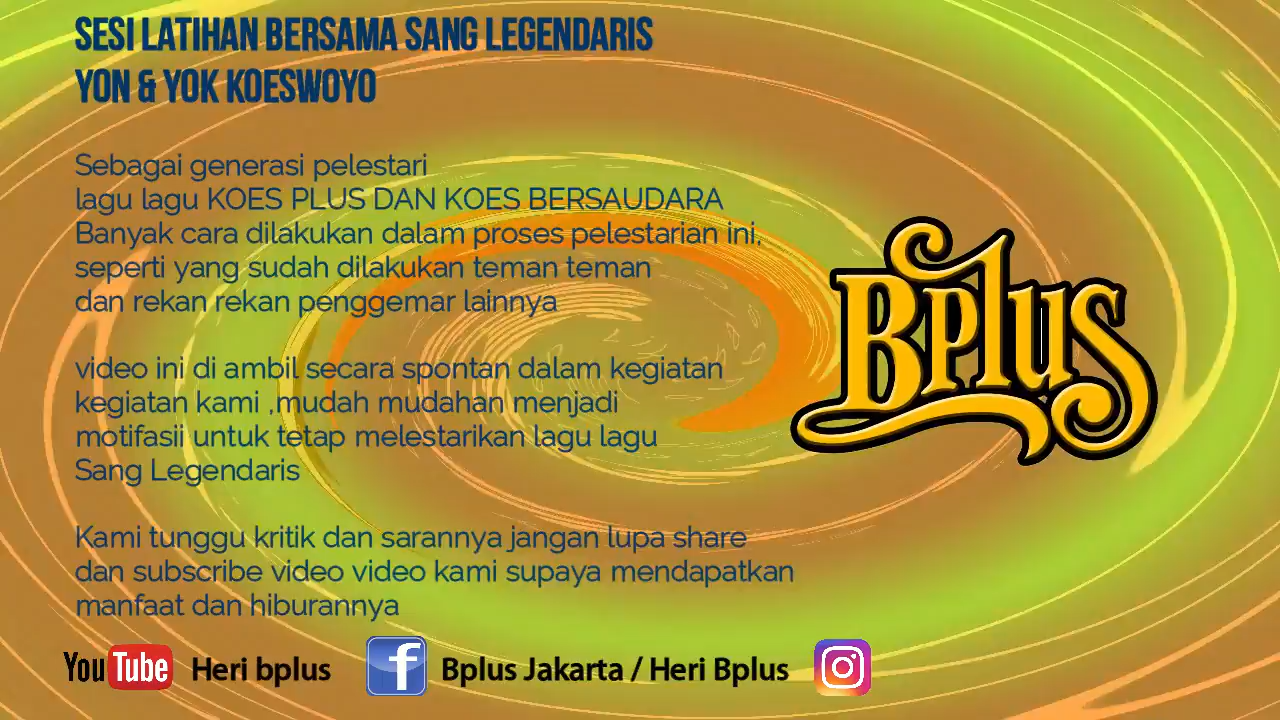 SESI LATIHAN BERSAMA SANG LEGENDARIS
YON & YOK KOESWOYO
Sebagai generasi pelestari
lagu lagu KOES PLUS DAN KOES BERSAUDARA
Banyak cara dilakukan dalam proses pelestarian ini,
seperti yang sudah dilakukan teman teman
dan rekan rekan penggemar lainnya
video ini di ambil secara spontan dalam kegiatan
kegiatan kami ,mudah mudahan menjadi
motifasii untuk tetap melestarikan lagu lagu
Sang Legendaris
Kami tunggu kritik dan sarannya jangan lupa share
dan subscribe video video kami supaya mendapatkan
manfaat dan hiburannya
Bplus
YouTube Heri bplus f Bplus Jakarta / Heri Bplus